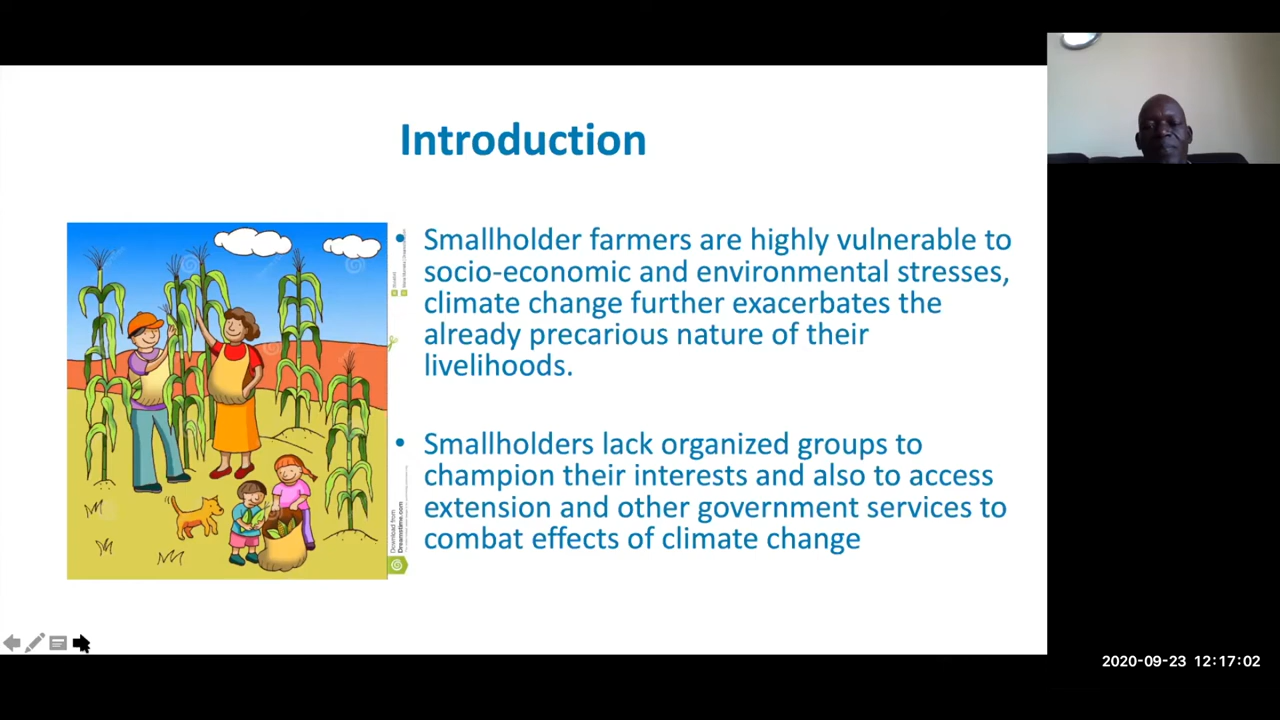 Introduction
• Smallholder farmers are highly vulnerable to
socio-economic and environmental stresses,
climate change further exacerbates the
already precarious nature of their
livelihoods.
• Smallholders lack organized groups to
champion their interests and also to access
extension and other government services to
combat effects of climate change
Download from
Dreamstime.com
2020-09-23 12:17:02